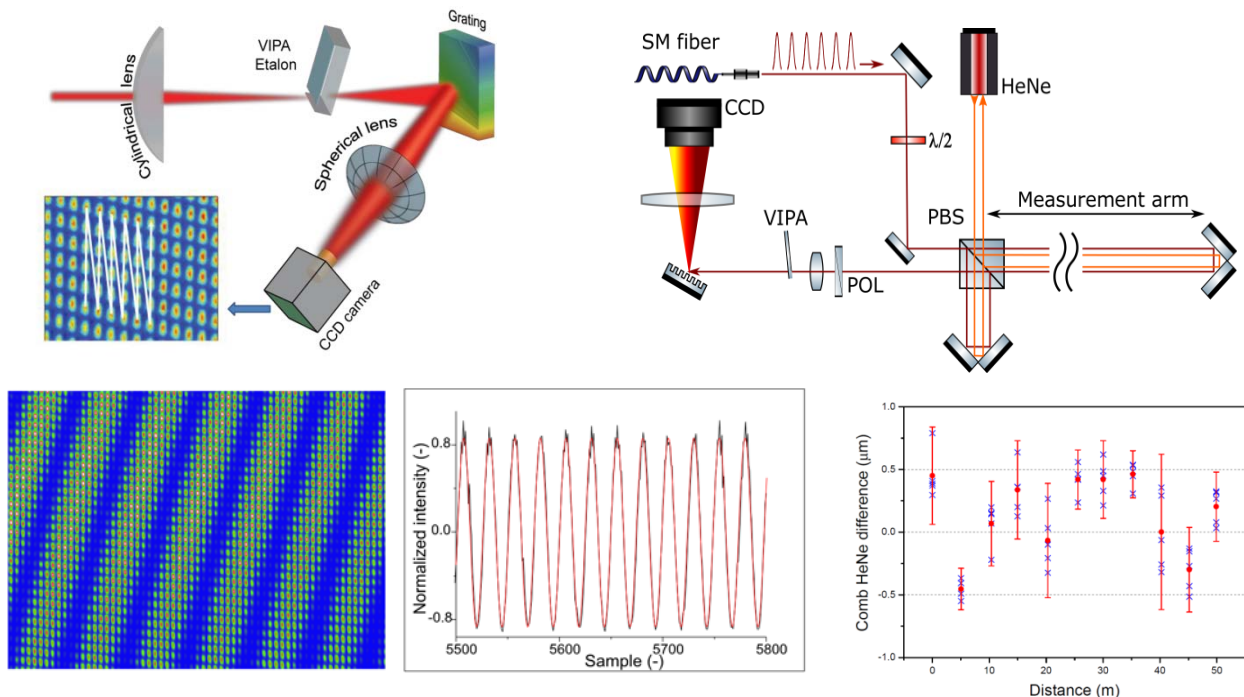 Cylindrical lens
VIPA
Etalon
Grating
Spherical lens
CCD camera
SM fiber
CCD
HeNe
λ/2
PBS
Measurement arm
VIPA
POL
Normalized intensity (-)
0.8
0.0
-0.8
5500
5600
5700
5800
Sample (-)
Comb HeNe difference (μm)
1.0
0.5
0.0
-0.5
-1.0
0
10
20
30
40
50
Distance (m)